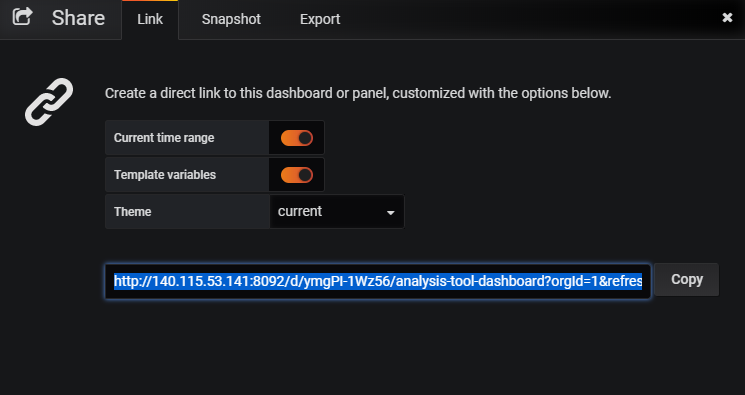 Share
Link
Snapshot
Export
Create a direct link to this dashboard or panel, customized with the options below.
Current time range
Template variables
Theme
current
http://140.115.53.141:8092/d/ymgPI-1Wz56/analysis-tool-dashboard?orgId=1&refres
Copy